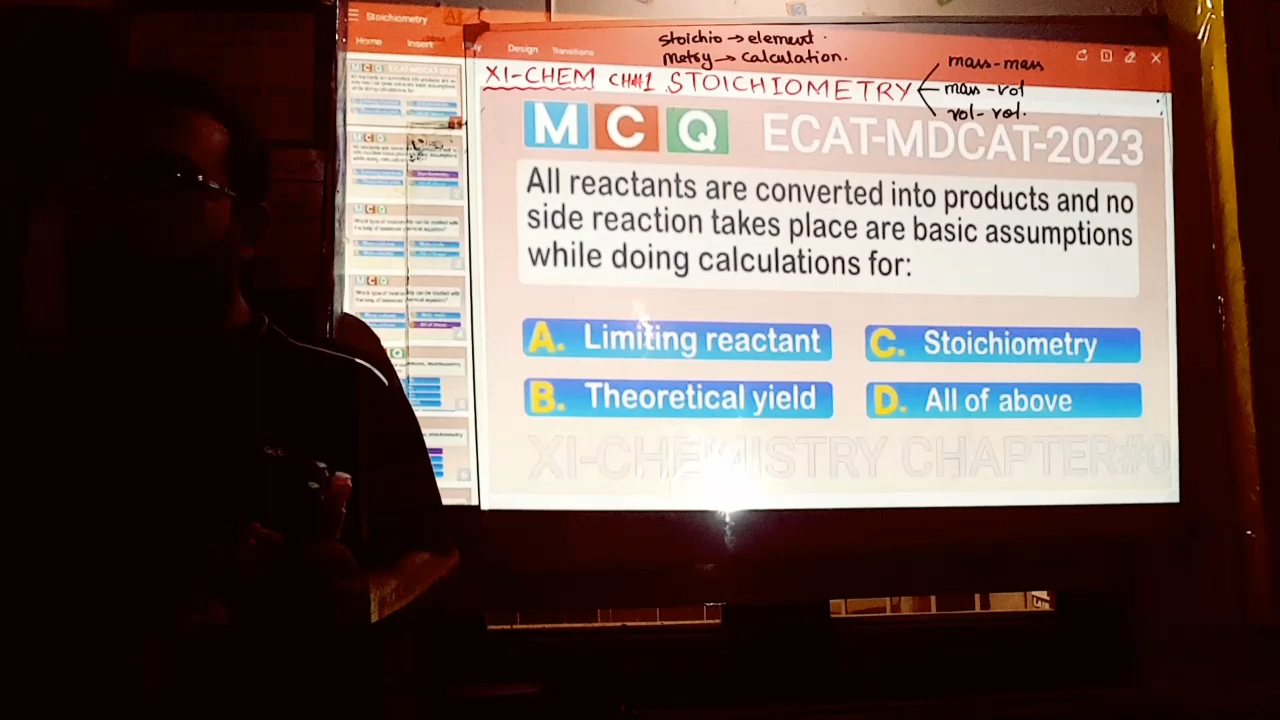 Stoichiometry
stoichio → element.
metry → calculation.
Home Insert Design Transitions
mass-mass
mass-vol
vol-vol.
XI-CHEM CH#1 STOICHIOMETRY
MCQ ECAT-MDCAT-2023
All reactants are converted into products and no
side reaction takes place are basic assumptions
while doing calculations for:
A. Limiting reactant
B. Theoretical yield
C. Stoichiometry
D. All of above
XI-CHEMISTRY CHAPTER#0